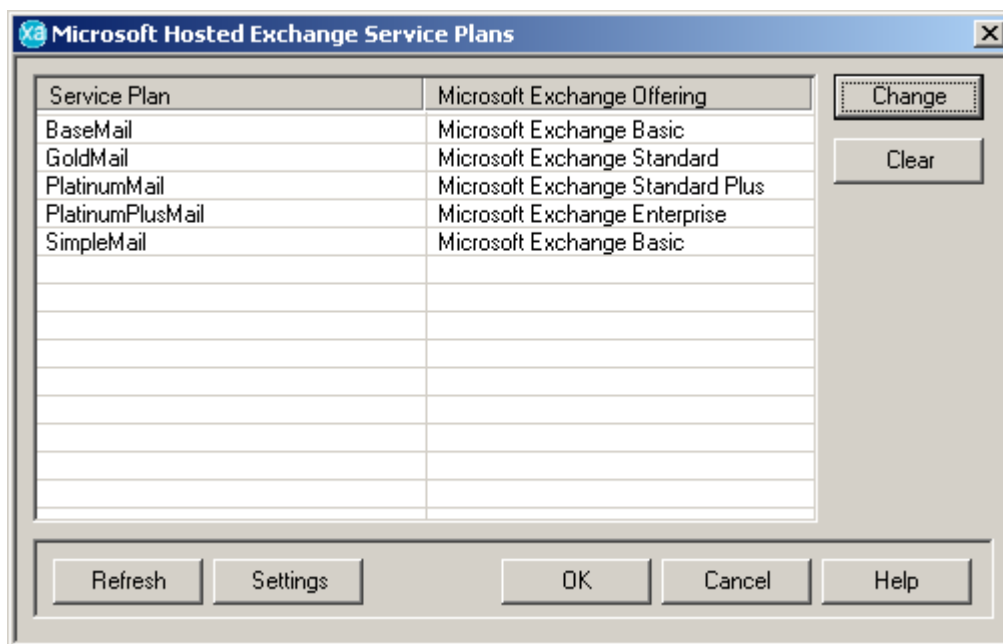 xa Microsoft Hosted Exchange Service Plans
Service Plan Microsoft Exchange Offering Change
BaseMail Microsoft Exchange Basic
GoldMail Microsoft Exchange Standard Clear
PlatinumMail Microsoft Exchange Standard Plus
PlatinumPlusMail Microsoft Exchange Enterprise
SimpleMail Microsoft Exchange Basic
Refresh Settings OK Cancel Help